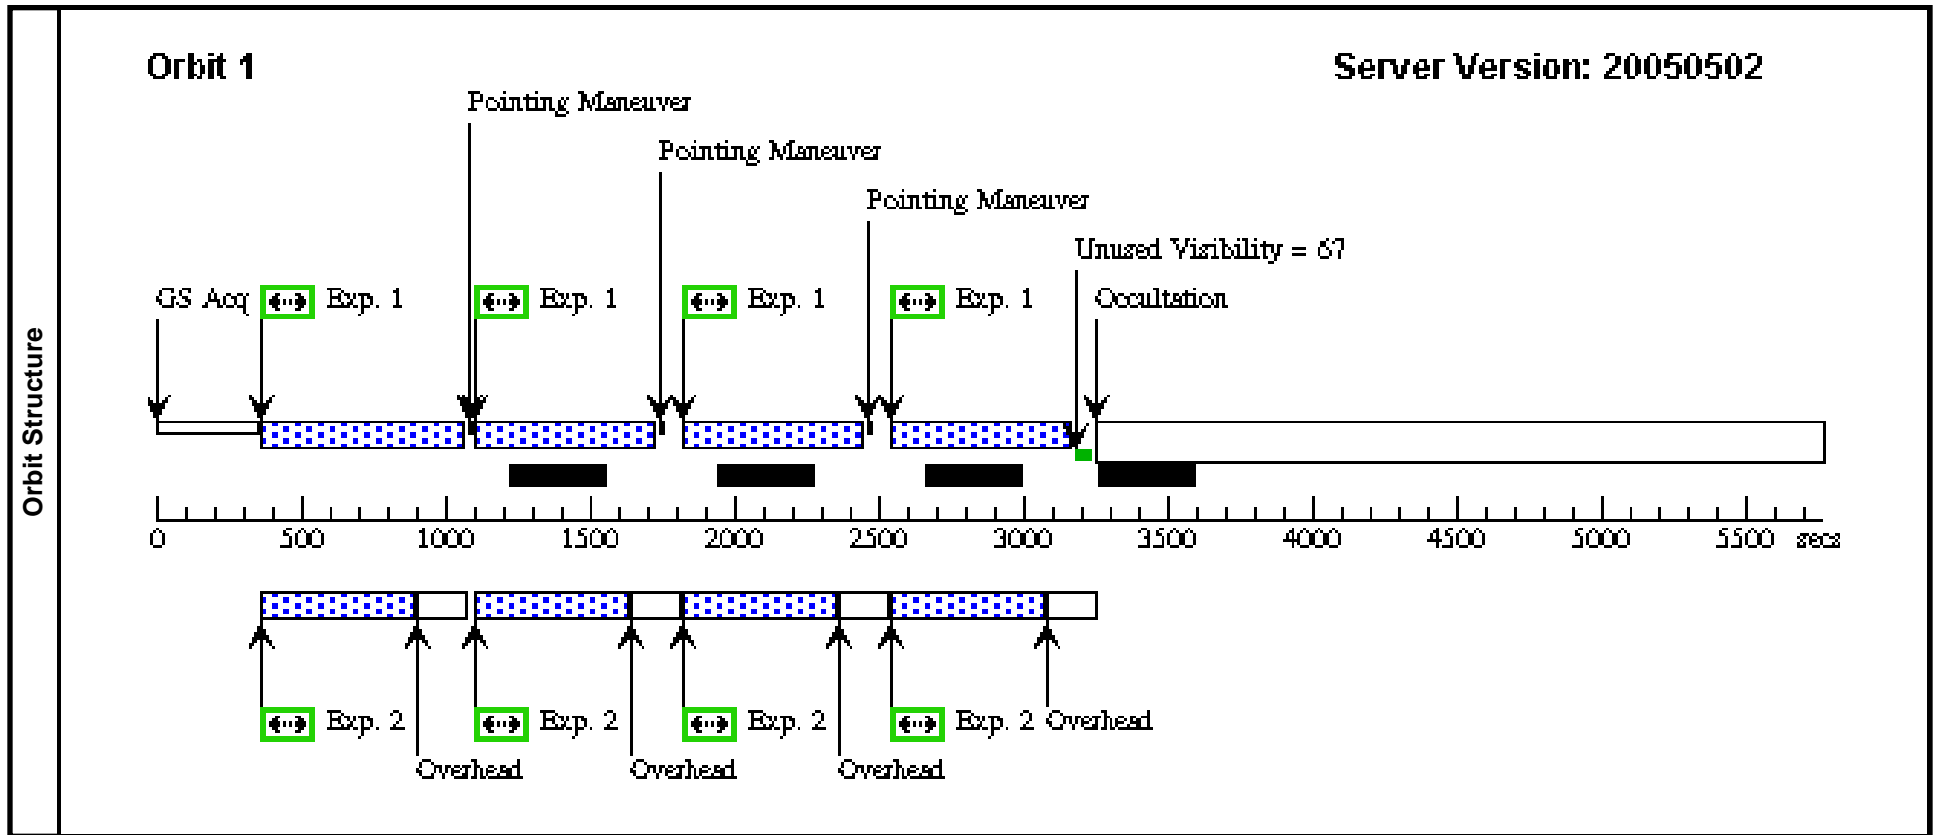 Orbit Structure
Orbit 1
Server Version: 20050502
Pointing Maneuver
Pointing Maneuver
Pointing Maneuver
Unused Visibility = 67
GS Acq
Exp. 1
Exp. 1
Exp. 1
Exp. 1
Occultation
0 500 1000 1500 2000 2500 3000 3500 4000 4500 5000 5500 secs
Exp. 2
Exp. 2
Exp. 2
Exp. 2
Overhead
Overhead
Overhead
Overhead